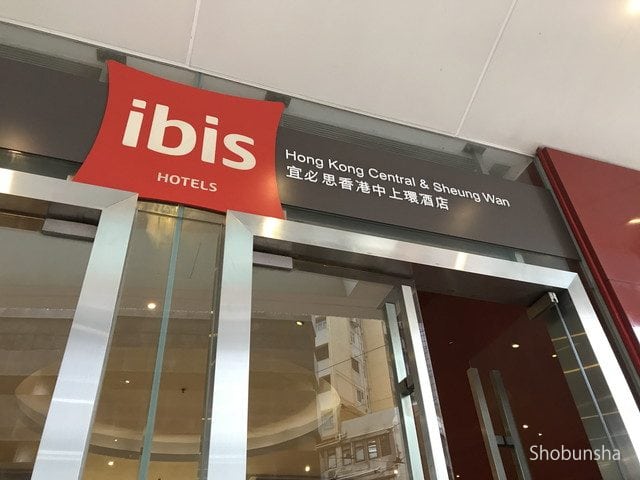 ibis
HOTELS
Hong Kong Central & Sheung Wan
宜必思香港中上環酒店
Shobunsha